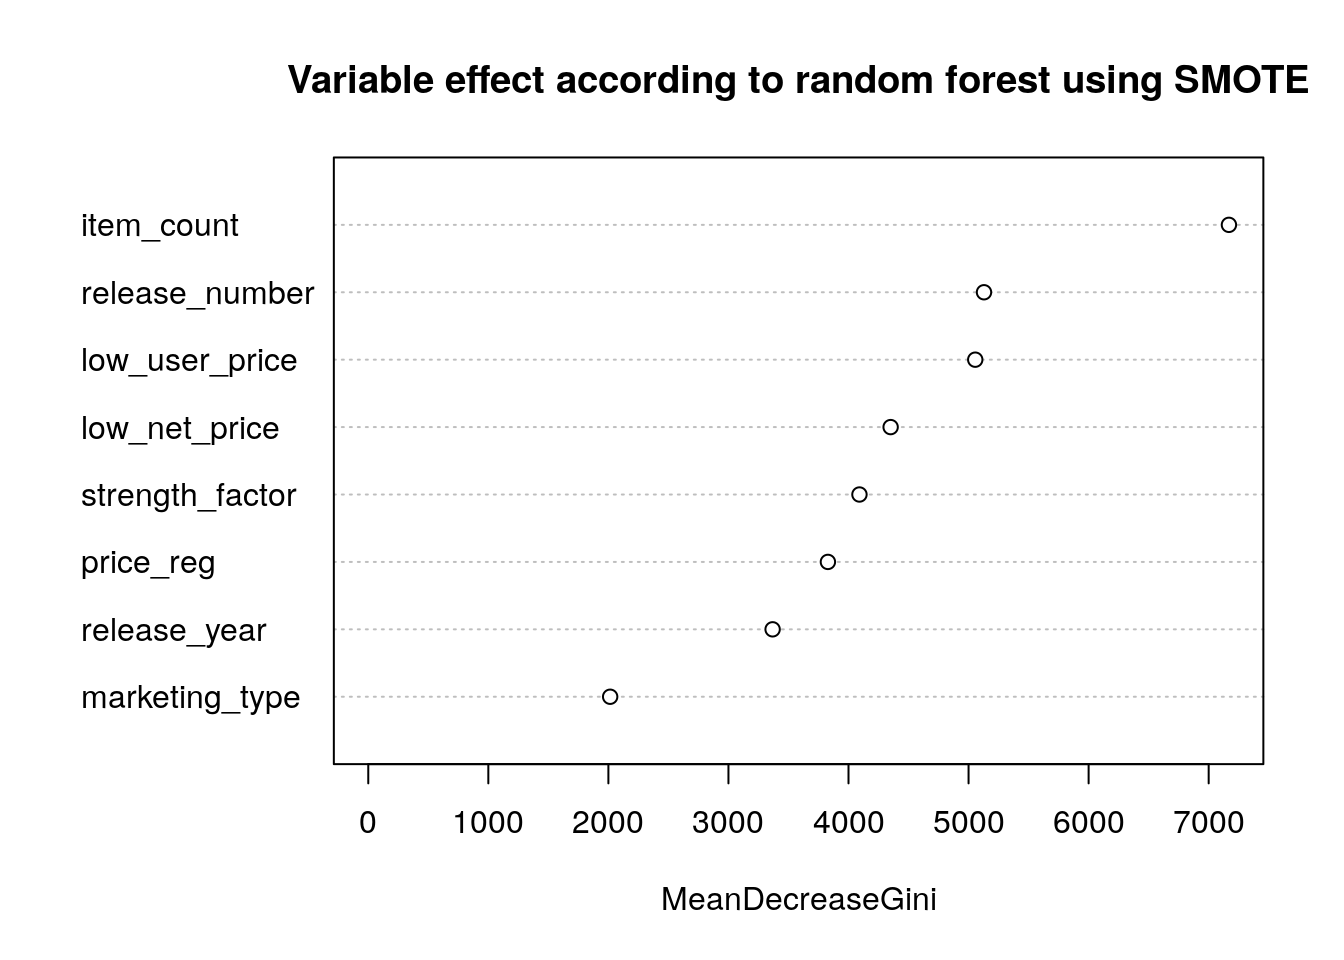 Variable effect according to random forest using SMOTE
item_count
release_number
low_user_price
low_net_price
strength_factor
price_reg
release_year
marketing_type
0 1000 2000 3000 4000 5000 6000 7000
MeanDecreaseGini